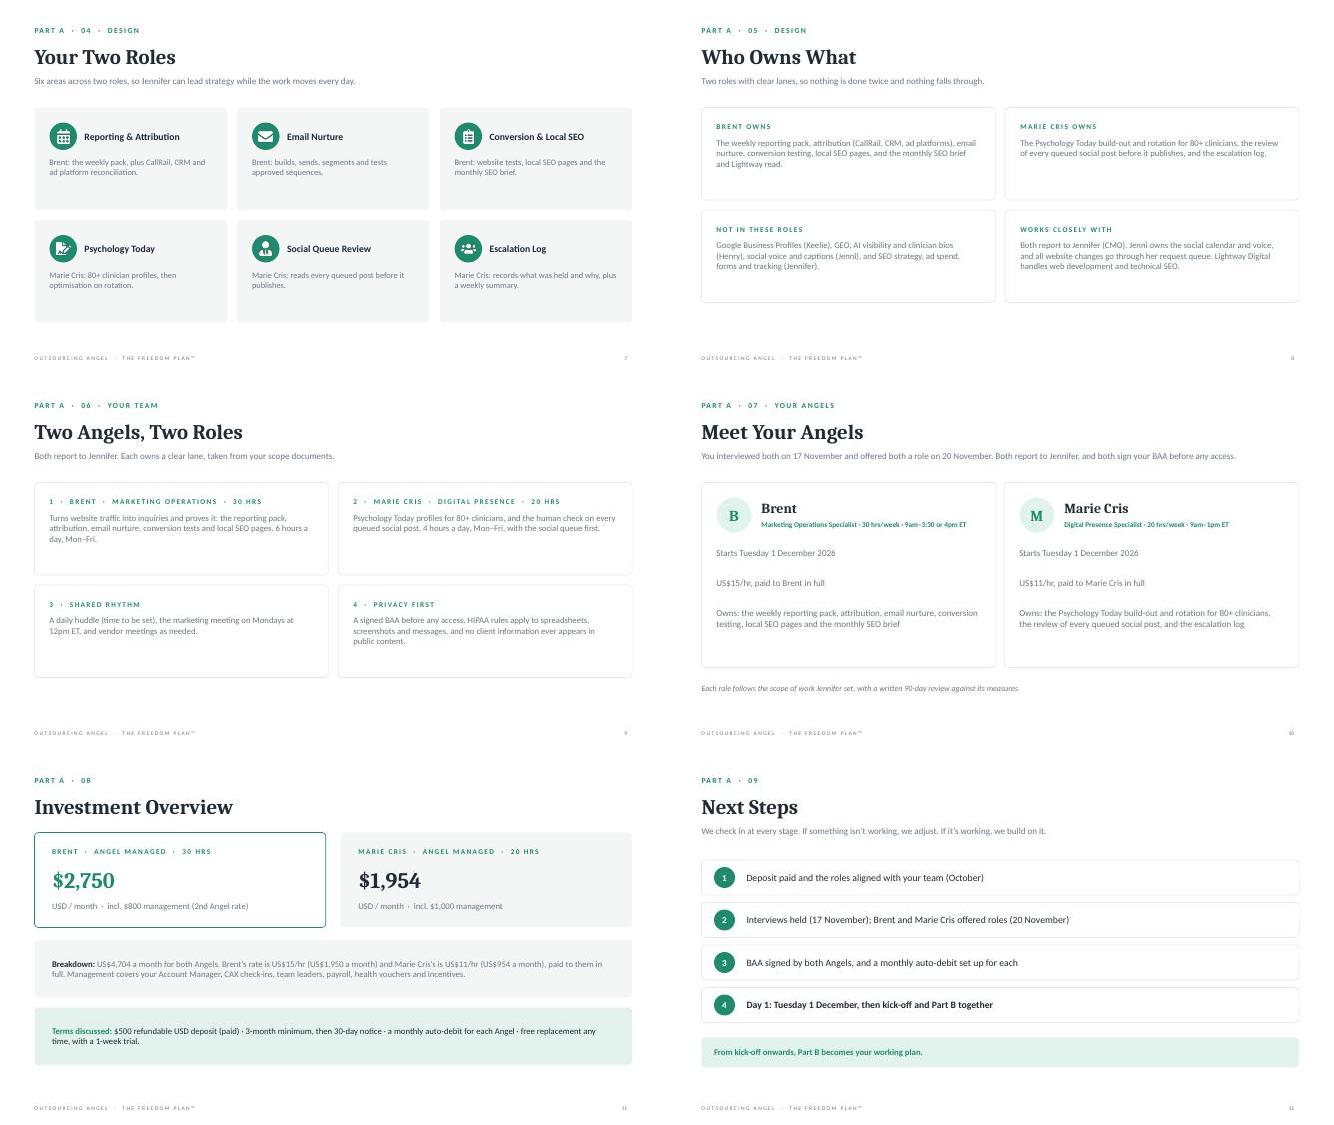 PART A · 04 · DESIGN
Your Two Roles
Six areas across two roles, so Jennifer can lead strategy while the work moves every day.
Reporting & Attribution
Brent: the weekly pack, plus CallRail, CRM and
ad platform reconciliation.
Email Nurture
Brent: builds, sends, segments and tests
approved sequences.
Conversion & Local SEO
Brent: website tests, local SEO pages and the
monthly SEO brief.
Psychology Today
Marie Cris: 80+ clinician profiles, then
optimisation on rotation.
Social Queue Review
Marie Cris: reads every queued post before it
publishes.
Escalation Log
Marie Cris: records what was held and why, plus
a weekly summary.
OUTSOURCING ANGEL · THE FREEDOM PLAN™
7
PART A · 05 · DESIGN
Who Owns What
Two roles with clear lanes, so nothing is done twice and nothing falls through.
BRENT OWNS
The weekly reporting pack, attribution (CallRail, CRM, ad platforms), email
nurture, conversion testing, local SEO pages, and the monthly SEO brief
and Lightway read.
MARIE CRIS OWNS
The Psychology Today build-out and rotation for 80+ clinicians, the review
of every queued social post before it publishes, and the escalation log.
NOT IN THESE ROLES
Google Business Profiles (Keelie), GEO, AI visibility and clinician bios
(Henry), social voice and captions (Jenni), and SEO strategy, ad spend,
forms and tracking (Jennifer).
WORKS CLOSELY WITH
Both report to Jennifer (CMO). Jenni owns the social calendar and voice,
and all website changes go through her request queue. Lightway Digital
handles web development and technical SEO.
OUTSOURCING ANGEL · THE FREEDOM PLAN™
8
PART A · 06 · YOUR TEAM
Two Angels, Two Roles
Both report to Jennifer. Each owns a clear lane, taken from your scope documents.
1 · BRENT · MARKETING OPERATIONS · 30 HRS
Turns website traffic into inquiries and proves it: the reporting pack,
attribution, email nurture, conversion tests and local SEO pages. 6 hours a
day, Mon–Fri.
2 · MARIE CRIS · DIGITAL PRESENCE · 20 HRS
Psychology Today profiles for 80+ clinicians, and the human check on every
queued social post. 4 hours a day, Mon–Fri, with the social queue first.
3 · SHARED RHYTHM
A daily huddle (time to be set), the marketing meeting on Mondays at
12pm ET, and vendor meetings as needed.
4 · PRIVACY FIRST
A signed BAA before any access. HIPAA rules apply to spreadsheets,
screenshots and messages, and no client information ever appears in
public content.
OUTSOURCING ANGEL · THE FREEDOM PLAN™
9
PART A · 07 · YOUR ANGELS
Meet Your Angels
You interviewed both on 17 November and offered both a role on 20 November. Both report to Jennifer, and both sign your BAA before any access.
B
Brent
Marketing Operations Specialist · 30 hrs/week · 9am–3:30 or 4pm ET
Starts Tuesday 1 December 2026
US$15/hr, paid to Brent in full
Owns: the weekly reporting pack, attribution, email nurture, conversion
testing, local SEO pages and the monthly SEO brief
M
Marie Cris
Digital Presence Specialist · 20 hrs/week · 9am–1pm ET
Starts Tuesday 1 December 2026
US$11/hr, paid to Marie Cris in full
Owns: the Psychology Today build-out and rotation for 80+ clinicians,
the review of every queued social post, and the escalation log
Each role follows the scope of work Jennifer set, with a written 90-day review against its measures.
OUTSOURCING ANGEL · THE FREEDOM PLAN™
10
PART A · 08
Investment Overview
BRENT · ANGEL MANAGED · 30 HRS
$2,750
USD / month · incl. $800 management (2nd Angel rate)
MARIE CRIS · ANGEL MANAGED · 20 HRS
$1,954
USD / month · incl. $1,000 management
Breakdown: US$4,704 a month for both Angels. Brent's rate is US$15/hr (US$1,950 a month) and Marie Cris's is US$11/hr (US$954 a month), paid to them in
full. Management covers your Account Manager, CAX check-ins, team leaders, payroll, health vouchers and incentives.
Terms discussed: $500 refundable USD deposit (paid) · 3-month minimum, then 30-day notice · a monthly auto-debit for each Angel · free replacement any
time, with a 1-week trial.
OUTSOURCING ANGEL · THE FREEDOM PLAN™
11
PART A · 09
Next Steps
We check in at every stage. If something isn't working, we adjust. If it's working, we build on it.
1 Deposit paid and the roles aligned with your team (October)
2 Interviews held (17 November); Brent and Marie Cris offered roles (20 November)
3 BAA signed by both Angels, and a monthly auto-debit set up for each
4 Day 1: Tuesday 1 December, then kick-off and Part B together
From kick-off onwards, Part B becomes your working plan.
OUTSOURCING ANGEL · THE FREEDOM PLAN™
12